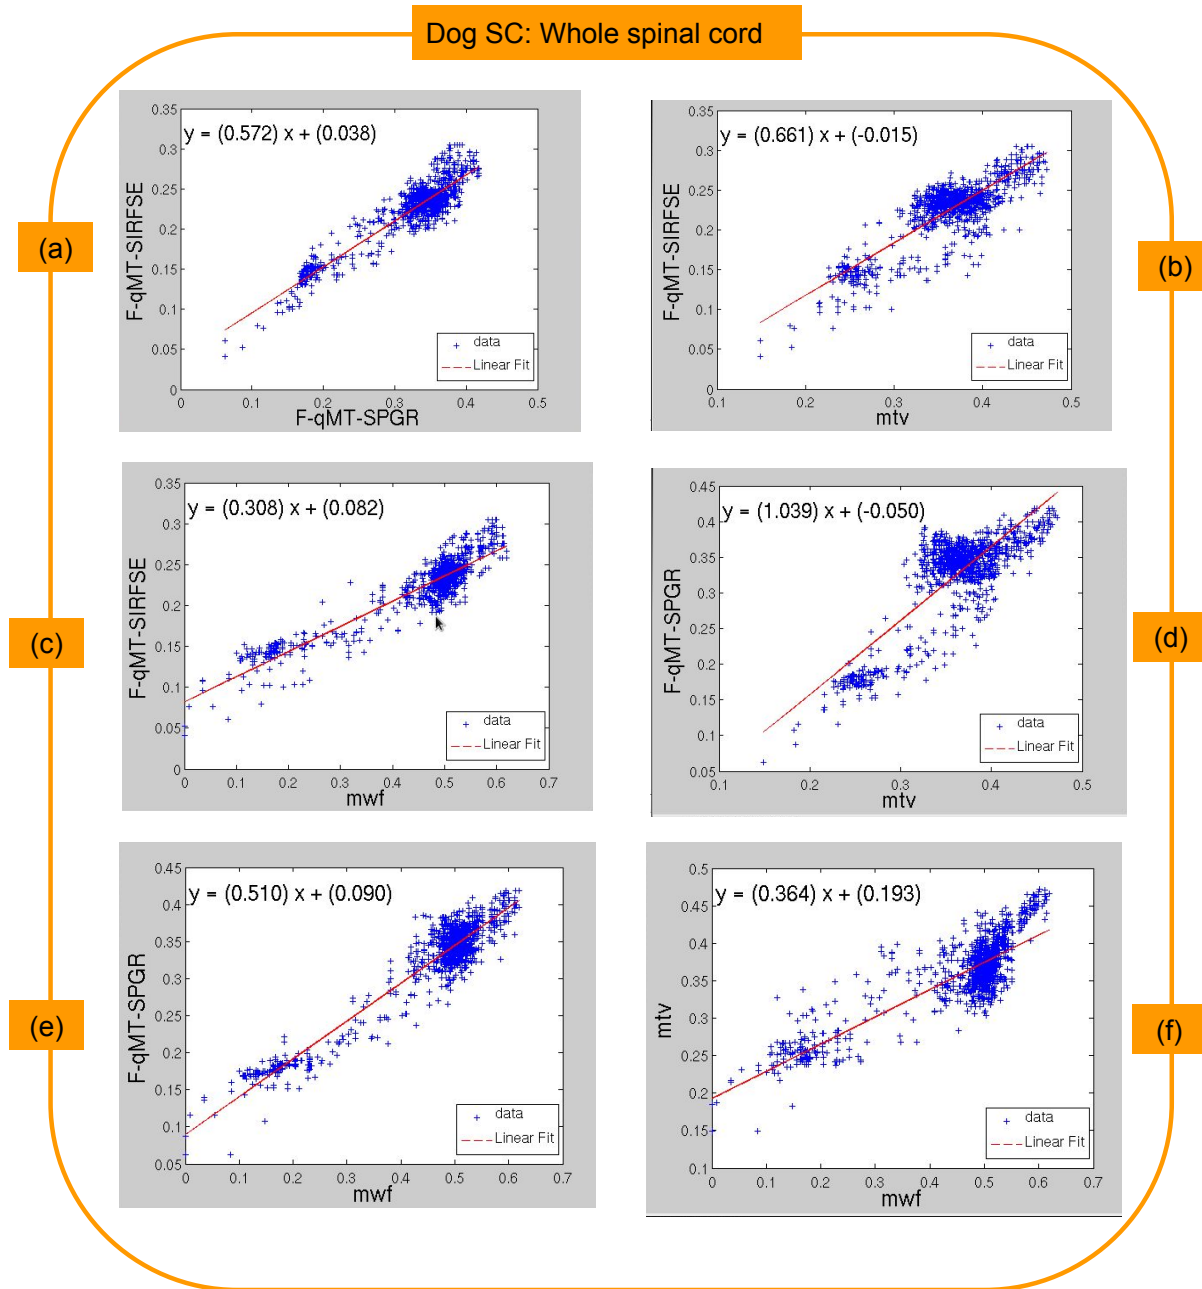 Dog SC: Whole spinal cord
(a)
y = (0.572) x + (0.038)
F-qMT-SIRFSE
0.35
0.3
0.25
0.2
0.15
0.1
0.05
0
0
0.1
0.2
0.3
0.4
0.5
F-qMT-SPGR
data
Linear Fit
(b)
y = (0.661) x + (-0.015)
F-qMT-SIRFSE
0.35
0.3
0.25
0.2
0.15
0.1
0.05
0
0.1
0.2
0.3
0.4
0.5
mtv
data
Linear Fit
(c)
y = (0.308) x + (0.082)
F-qMT-SIRFSE
0.35
0.3
0.25
0.2
0.15
0.1
0.05
0
0
0.1
0.2
0.3
0.4
0.5
0.6
0.7
mwf
data
Linear Fit
(d)
y = (1.039) x + (-0.050)
F-qMT-SPGR
0.45
0.4
0.35
0.3
0.25
0.2
0.15
0.1
0.05
0.2
0.3
0.4
0.5
mtv
data
Linear Fit
(e)
y = (0.510) x + (0.090)
F-qMT-SPGR
0.45
0.4
0.35
0.3
0.25
0.2
0.15
0.1
0.05
0
0.1
0.2
0.3
0.4
0.5
0.6
0.7
mwf
data
Linear Fit
(f)
y = (0.364) x + (0.193)
mtv
0.5
0.45
0.4
0.35
0.3
0.25
0.2
0.15
0.1
0
0.1
0.2
0.3
0.4
0.5
0.6
0.7
mwf
data
Linear Fit